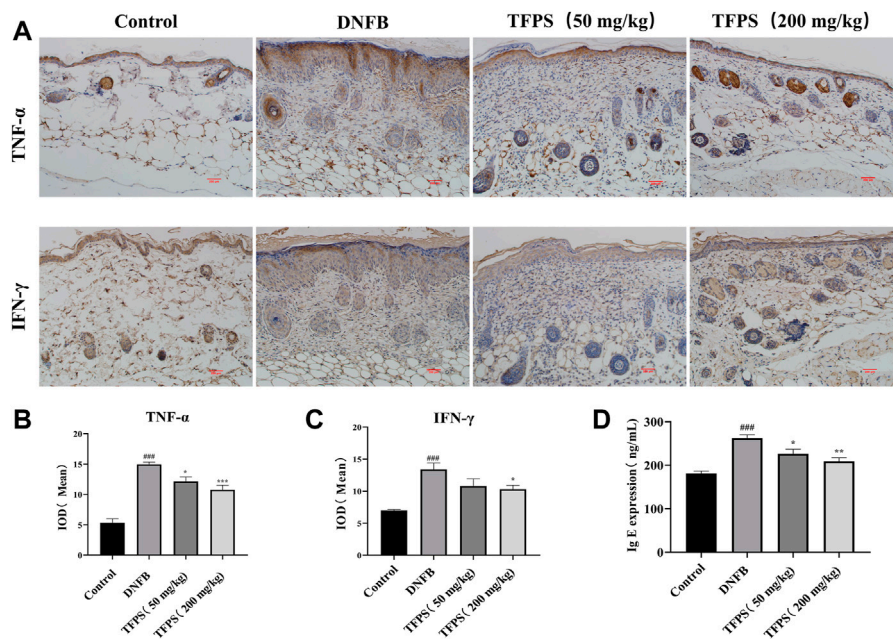 A
Control
DNFB
TFPS (50 mg/kg)
TFPS (200 mg/kg)
TNF-α
IFN-γ
B
TNF-α
IOD( Mean)
20
15
10
5
0
###
*
***
Control
DNFB
TFPS( 50 mg/kg)
TFPS( 200 mg/kg)
C
IFN-γ
IOD( Mean)
20
15
10
5
0
###
*
Control
DNFB
TFPS( 50 mg/kg)
TFPS( 200 mg/kg)
D
Ig E expression( ng/mL)
300
200
100
0
###
*
**
Control
DNFB
TFPS( 50 mg/kg)
TFPS( 200 mg/kg)